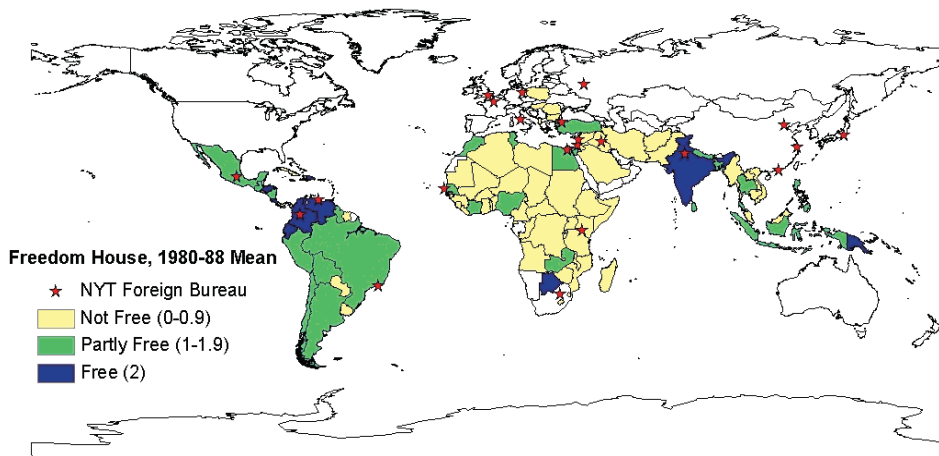 Freedom House, 1980-88 Mean
NYT Foreign Bureau
Not Free (0-0.9)
Partly Free (1-1.9)
Free (2)